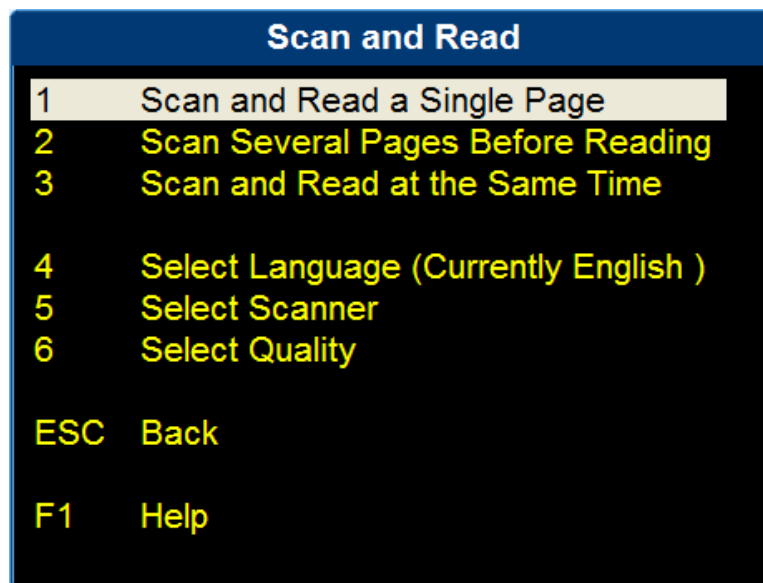 Scan and Read
1 Scan and Read a Single Page
2 Scan Several Pages Before Reading
3 Scan and Read at the Same Time
4 Select Language (Currently English )
5 Select Scanner
6 Select Quality
ESC Back
F1 Help